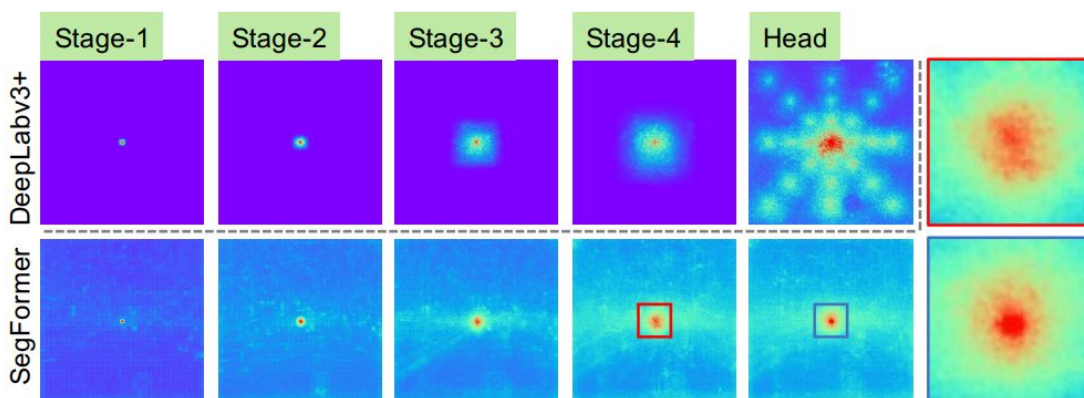 Stage-1
Stage-2
Stage-3
Stage-4
Head
DeepLabv3+
SegFormer